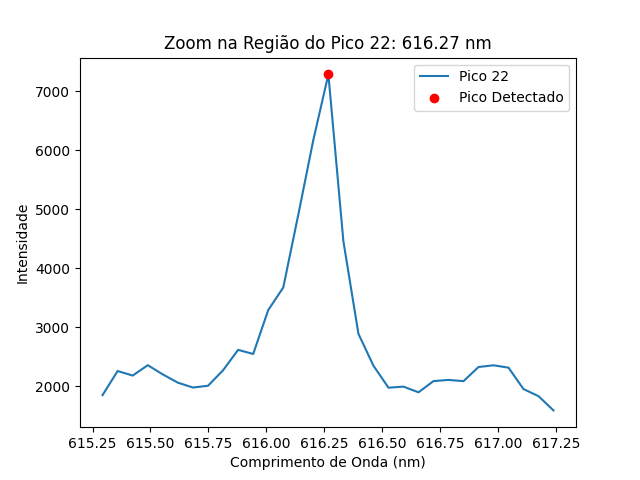 Zoom na Região do Pico 22: 616.27 nm
Pico 22
Pico Detectado
Intensidade
7000
6000
5000
4000
3000
2000
615.25 615.50 615.75 616.00 616.25 616.50 616.75 617.00 617.25
Comprimento de Onda (nm)